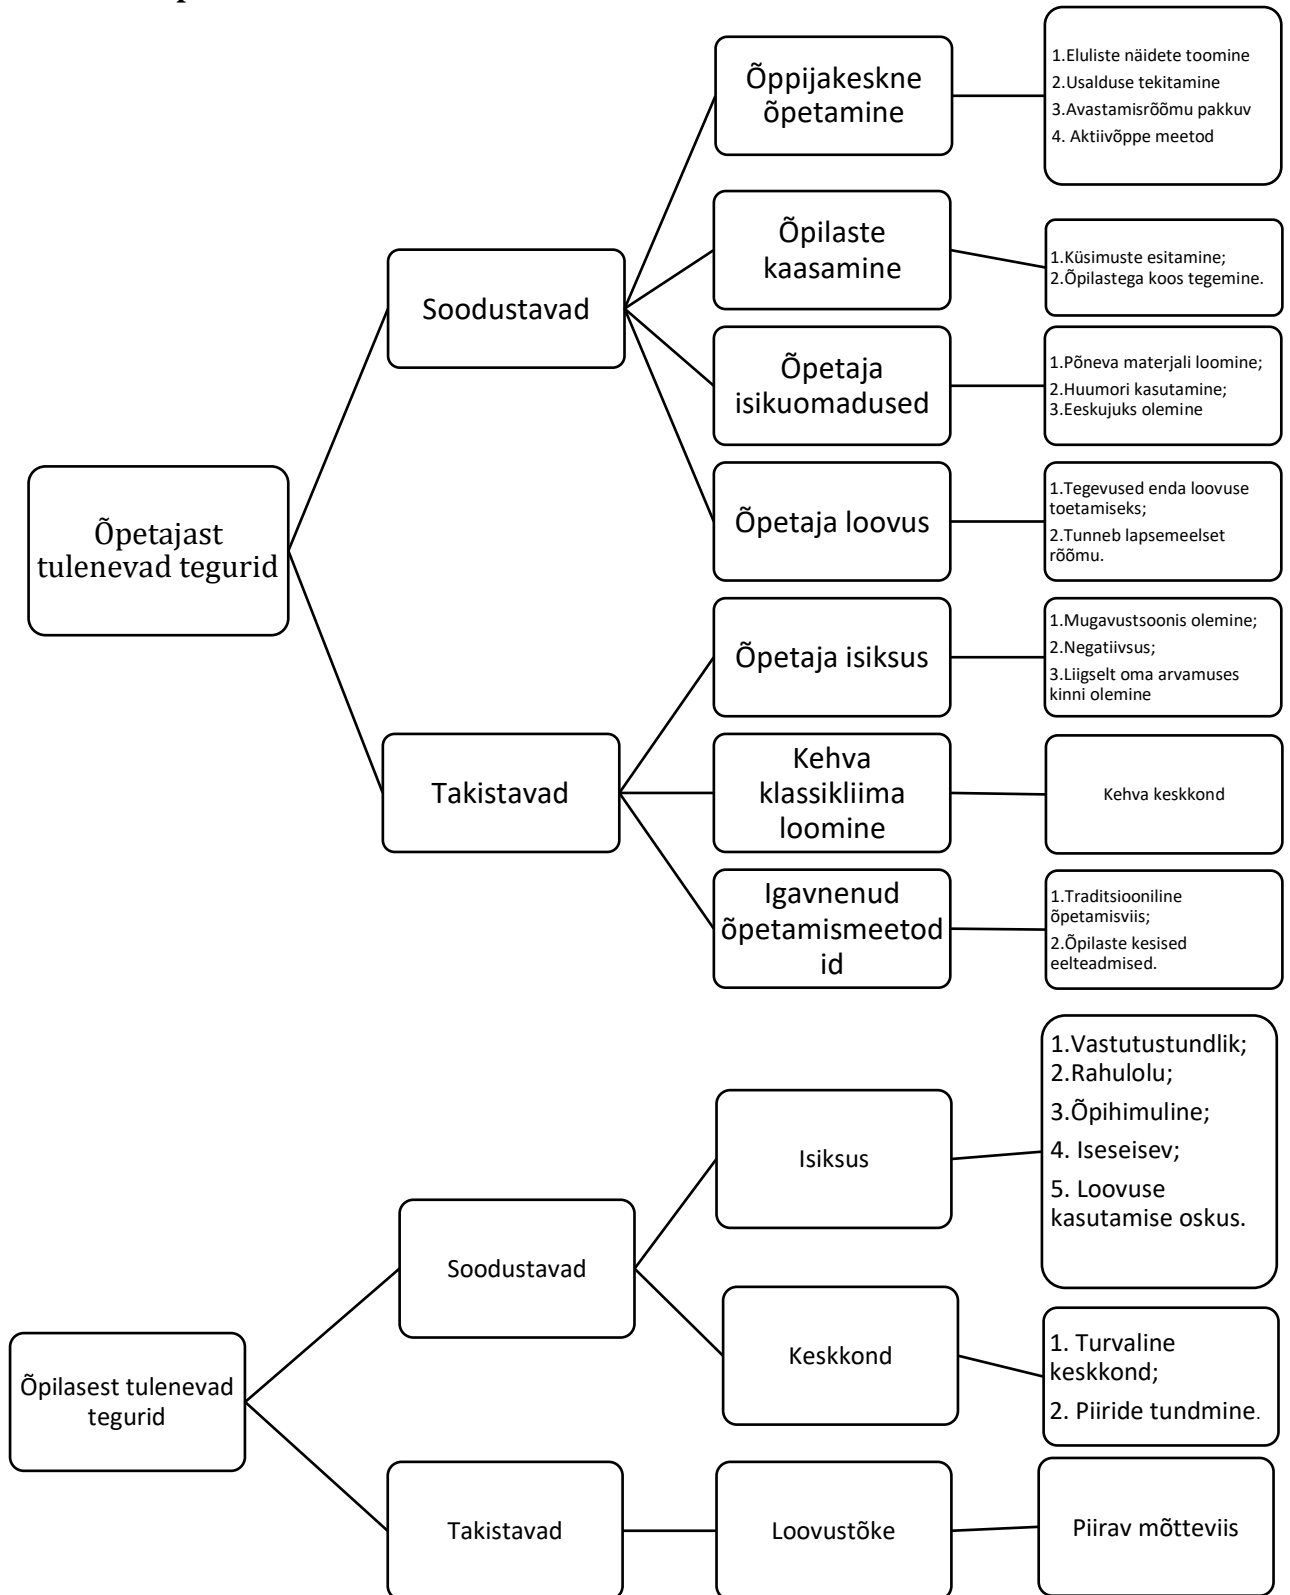 Õppijakeskne
õpetamine
1.Eluliste näidete toomine
2.Usalduse tekitamine
3.Avastamisrõõmu pakkuv
4. Aktiivõppe meetod
Õpilaste
kaasamine
1.Küsimuste esitamine;
2.Õpilastega koos tegemine.
Soodustavad
Õpetaja
isikuomadused
1.Põneva materjali loomine;
2.Huumori kasutamine;
3.Eeskujuks olemine
Õpetaja loovus
1.Tegevused enda loovuse
toetamiseks;
2.Tunneb lapsemeelset
rõõmu.
Õpetajast
tulenevad tegurid
Õpetaja isiksus
1.Mugavustsoonis olemine;
2.Negatiivsus;
3.Liigselt oma arvamuses
kinni olemine
Takistavad
Kehva
klassikliima
loomine
Kehva keskkond
Igavnenud
õpetamismeetod
id
1.Traditsiooniline
õpetamisviis;
2.Õpilaste kesised
eelteadmised.
Isiksus
1.Vastutustundlik;
2.Rahulolu;
3.Õpihimuline;
4. Iseseisev;
5. Loovuse
kasutamise oskus.
Soodustavad
Keskkond
1. Turvaline
keskkond;
2. Piiride tundmine.
Õpilasest tulenevad
tegurid
Takistavad
Loovustõke
Piirav mõtteviis